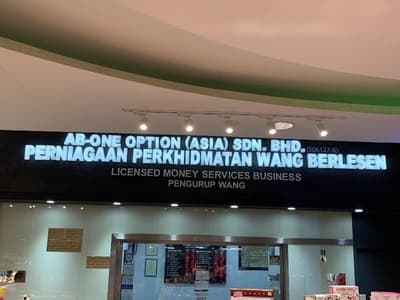 AB-ONE OPTION (ASIA) SDN. BHD. (506127-K)
PERNIAGAAN PERKHIDMATAN WANG BERLESEN
LICENSED MONEY SERVICES BUSINESS
PENGURUP WANG